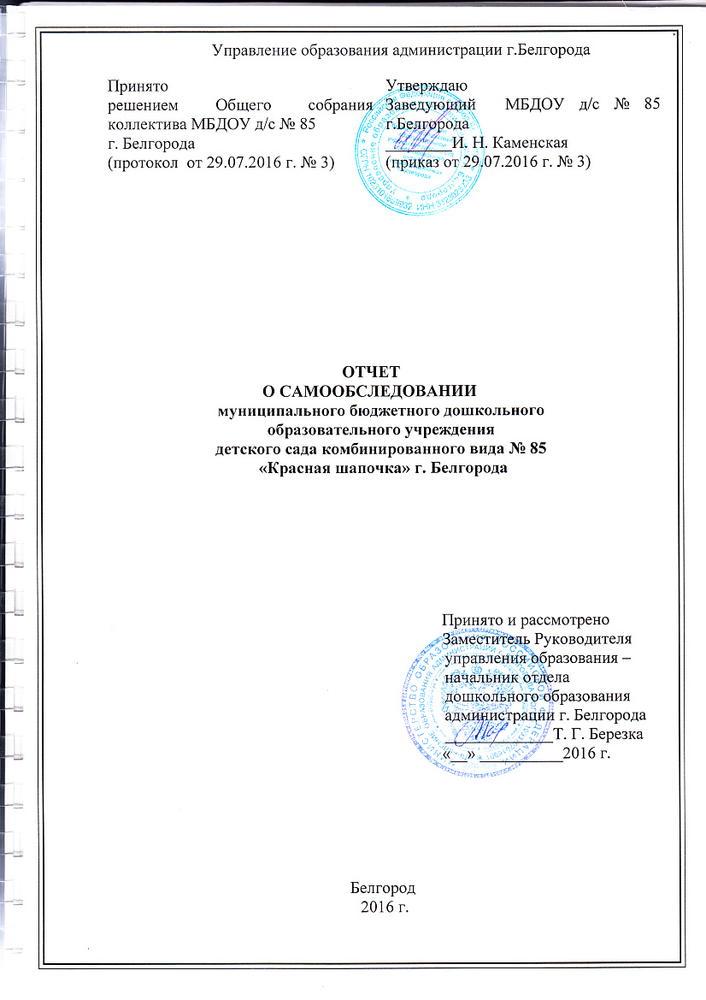 Управление образования администрации г.Белгорода
Принято
решением Общего собрания
коллектива МБДОУ д/с № 85
г. Белгорода
(протокол от 29.07.2016 г. № 3)
Утверждаю
Заведующий МБДОУ д/с № 85
г.Белгорода
________И. Н. Каменская
(приказ от 29.07.2016 г. № 3)
ОТЧЕТ
О САМООБСЛЕДОВАНИИ
муниципального бюджетного дошкольного
образовательного учреждения
детского сада комбинированного вида № 85
«Красная шапочка» г. Белгорода
Принято и рассмотрено
Заместитель Руководителя
управления образования –
начальник отдела
дошкольного образования
администрации г. Белгорода
_____________Т. Г. Березка
«__» __________2016 г.
Белгород
2016 г.